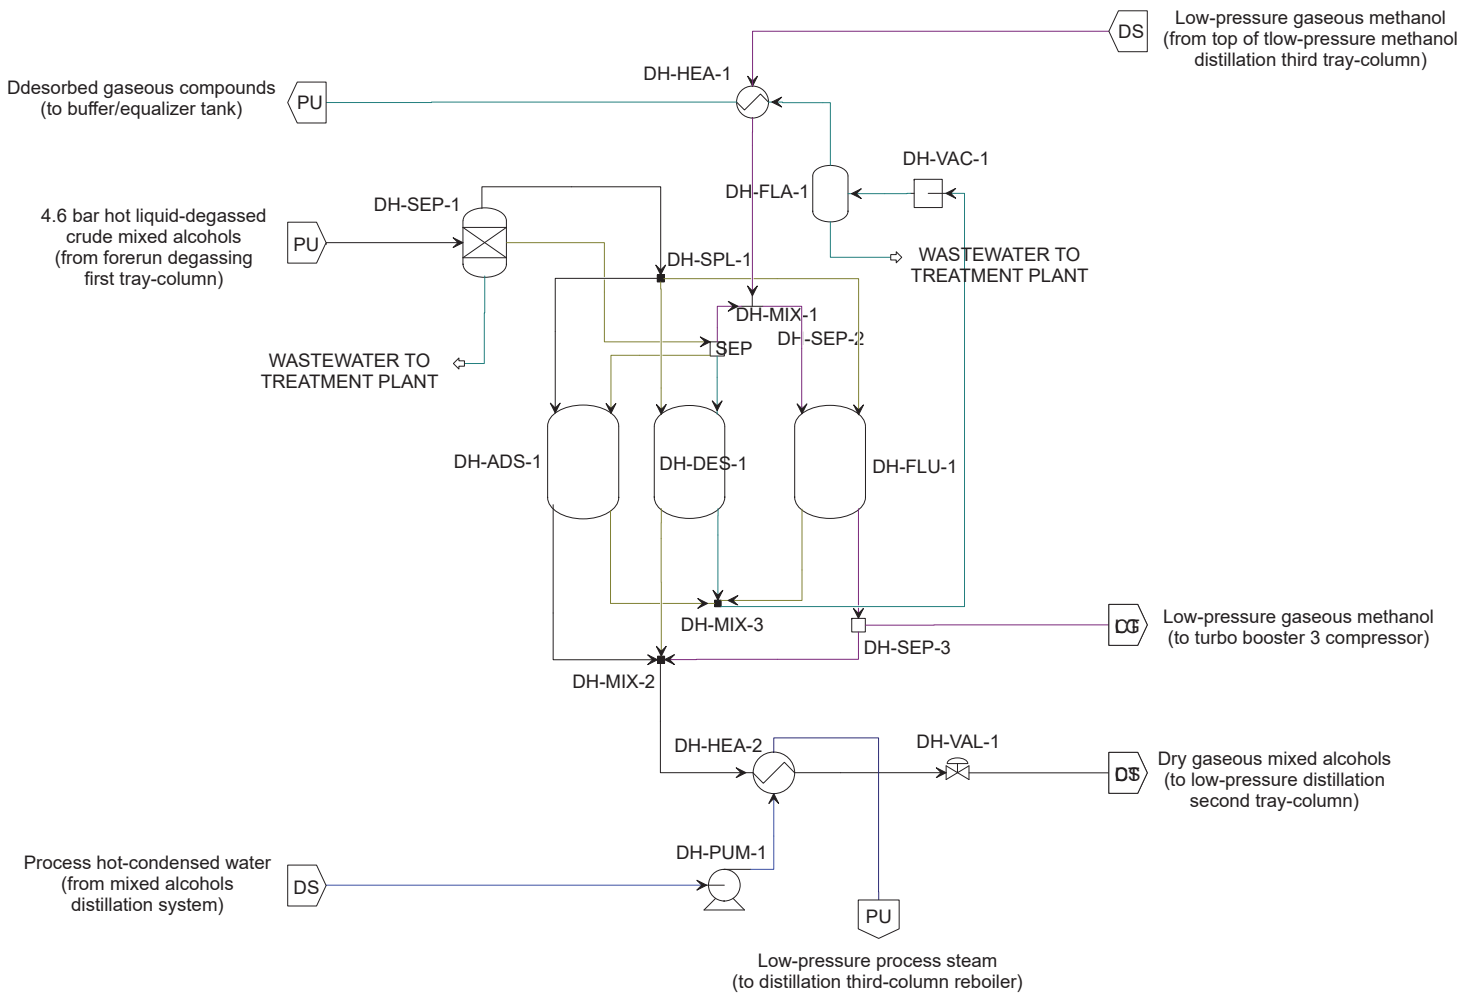 Low-pressure gaseous methanol
(from top of tlow-pressure methanol
distillation third tray-column)
DS
DH-HEA-1
Ddesorbed gaseous compounds
(to buffer/equalizer tank)
PU
DH-VAC-1
DH-FLA-1
DH-SEP-1
4.6 bar hot liquid-degassed
crude mixed alcohols
(from forerun degassing
first tray-column)
PU
WASTEWATER TO
TREATMENT PLANT
DH-SPL-1
DH-MIX-1
DH-SEP-2
SEP
WASTEWATER TO
TREATMENT PLANT
DH-ADS-1
DH-DES-1
DH-FLU-1
DH-MIX-3
DH-SEP-3
Low-pressure gaseous methanol
(to turbo booster 3 compressor)
DH-MIX-2
DH-HEA-2
DH-VAL-1
Dry gaseous mixed alcohols
(to low-pressure distillation
second tray-column)
DH-PUM-1
Process hot-condensed water
(from mixed alcohols
distillation system)
DS
PU
Low-pressure process steam
(to distillation third-column reboiler)